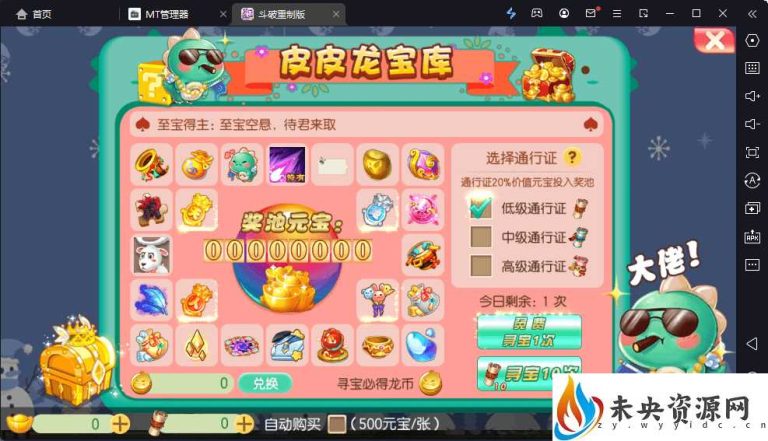 首页
MT管理器
斗破重制版
皮皮龙宝库
至宝得主：至宝空悬，待君来取
选择通行证 ?
通行证20%价值元宝投入奖池
低级通行证
中级通行证
高级通行证
奖池元宝：
00000000
大佬!
今日剩余：1 次
免费
寻宝1次
寻宝10次
10
0
兑换
寻宝必得龙币
0
0
自动购买
(500元宝/张)
APK
未央资源网
zy.wyyidc.cn